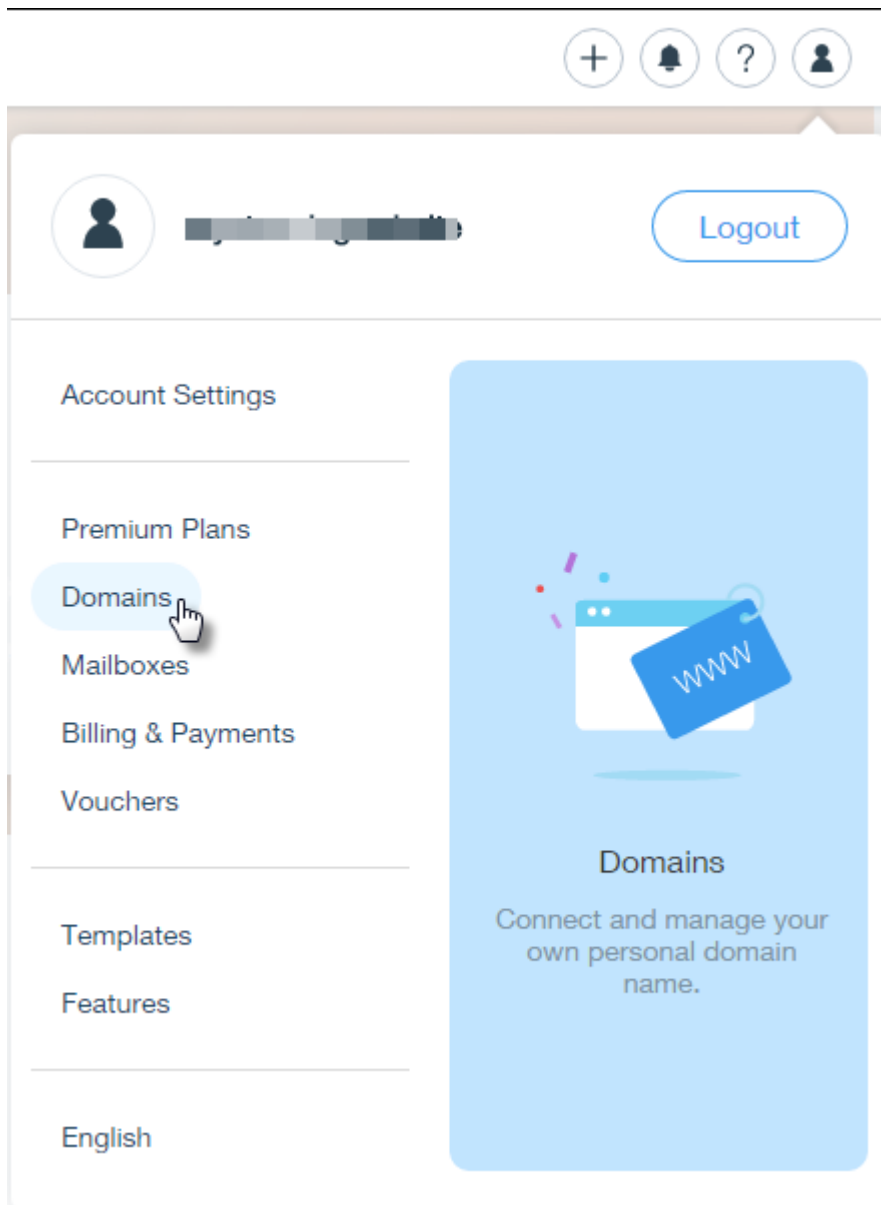 ?
Logout
Account Settings
Premium Plans
Domains
Mailboxes
Billing & Payments
Vouchers
Templates
Features
English
WWW
Domains
Connect and manage your
own personal domain
name.